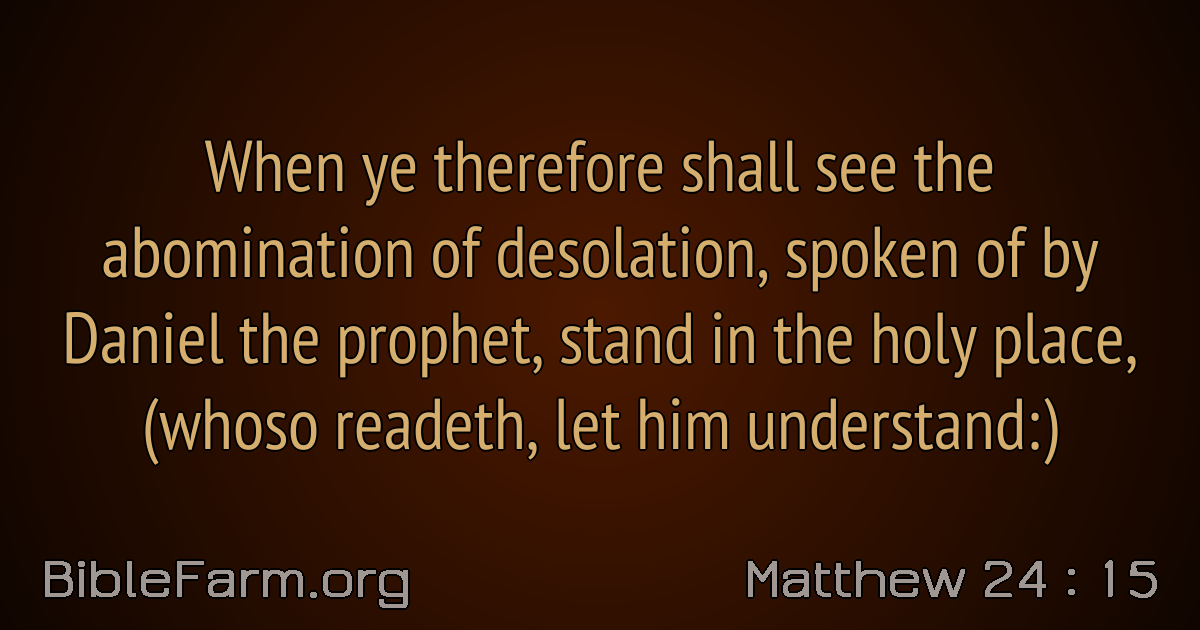 When ye therefore shall see the
abomination of desolation, spoken of by
Daniel the prophet, stand in the holy place,
(whoso readeth, let him understand:)
BibleFarm.org
Matthew 24 : 15